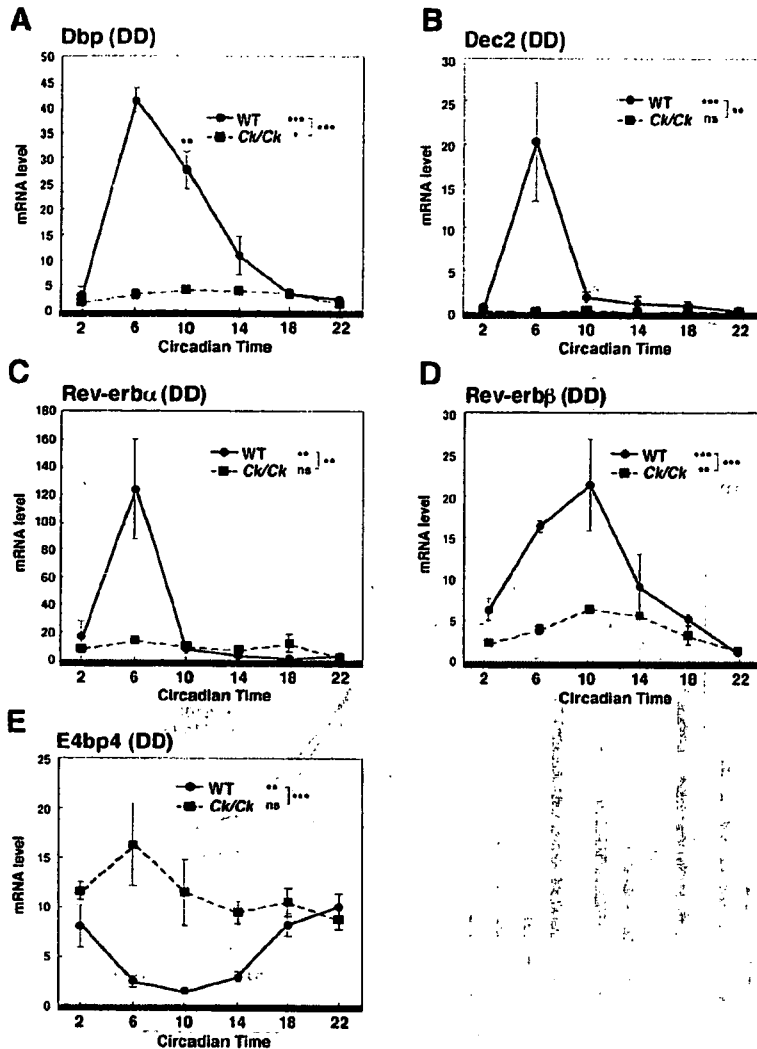 A
Dbp (DD)
50
45
40
35
30
25
20
15
10
5
0
mRNA level
WT *** ***
Ck/Ck *
**
2 6 10 14 18 22
Circadian Time
B
Dec2 (DD)
30
25
20
15
10
5
0
mRNA level
WT *** **
Ck/Ck ns
2 6 10 14 18 22
Circadian Time
C
Rev-erbα (DD)
180
160
140
120
100
80
60
40
20
0
mRNA level
WT ** **
Ck/Ck ns
2 6 10 14 18 22
Circadian Time
D
Rev-erbβ (DD)
30
25
20
15
10
5
0
mRNA level
WT *** ***
Ck/Ck **
2 6 10 14 18 22
Circadian Time
E
E4bp4 (DD)
25
20
15
10
5
0
mRNA level
WT ** ***
Ck/Ck ns
2 6 10 14 18 22
Circadian Time